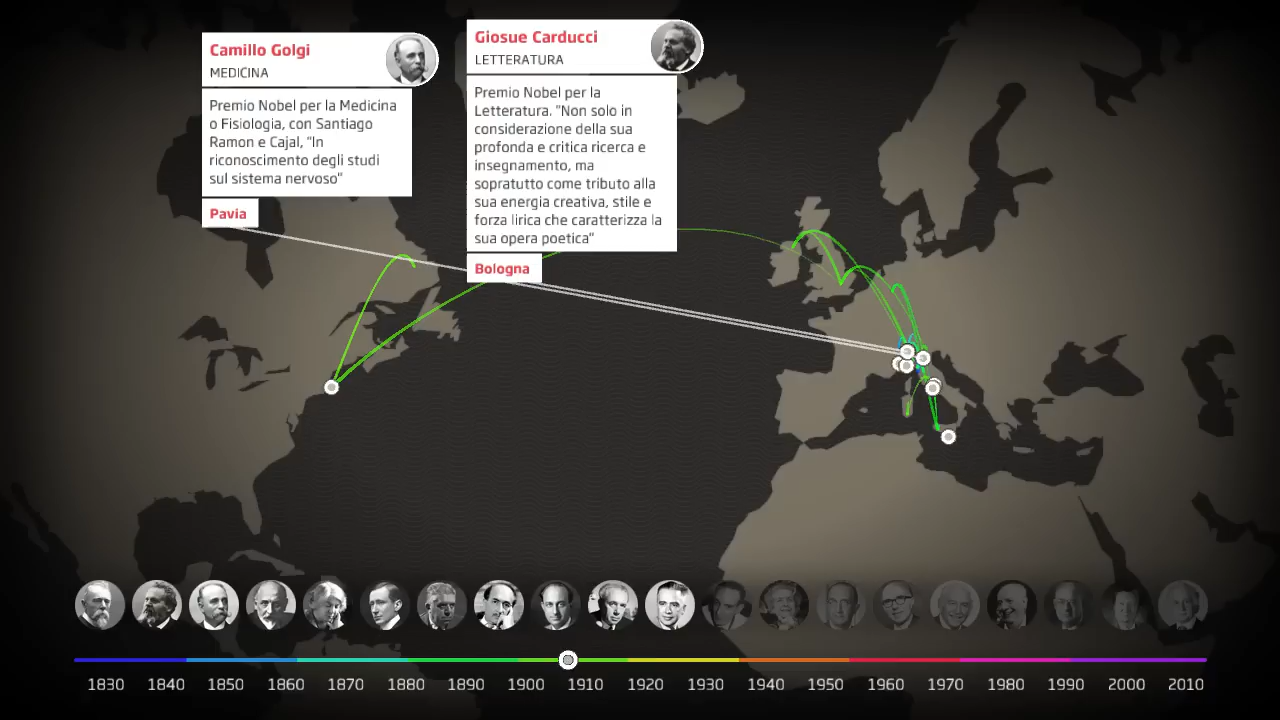 Camillo Golgi
MEDICINA
Premio Nobel per la Medicina
o Fisiologia, con Santiago
Ramon e Cajal, "In
riconoscimento degli studi
sul sistema nervoso"
Pavia
Giosue Carducci
LETTERATURA
Premio Nobel per la
Letteratura. "Non solo in
considerazione della sua
profonda e critica ricerca e
insegnamento, ma
sopratutto come tributo alla
sua energia creativa, stile e
forza lirica che caratterizza la
sua opera poetica"
Bologna
1830 1840 1850 1860 1870 1880 1890 1900 1910 1920 1930 1940 1950 1960 1970 1980 1990 2000 2010